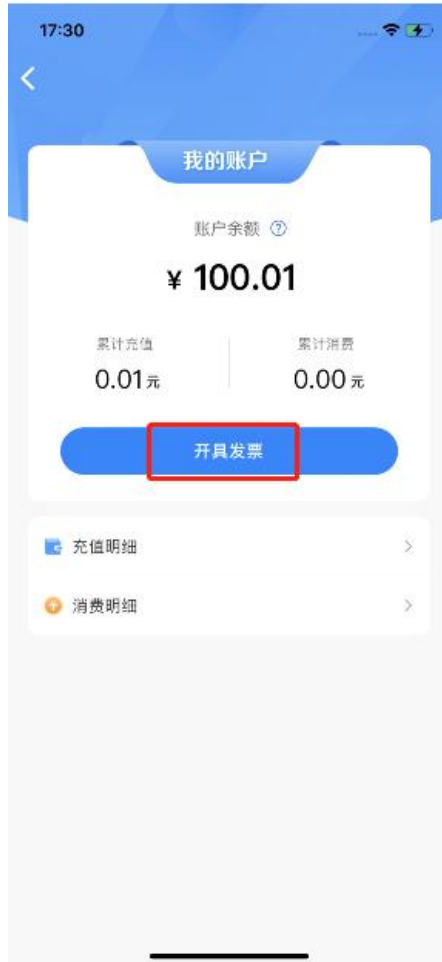 17:30
我的账户
账户余额 ?
¥ 100.01
累计充值 累计消费
0.01元 0.00元
开具发票
充值明细
消费明细